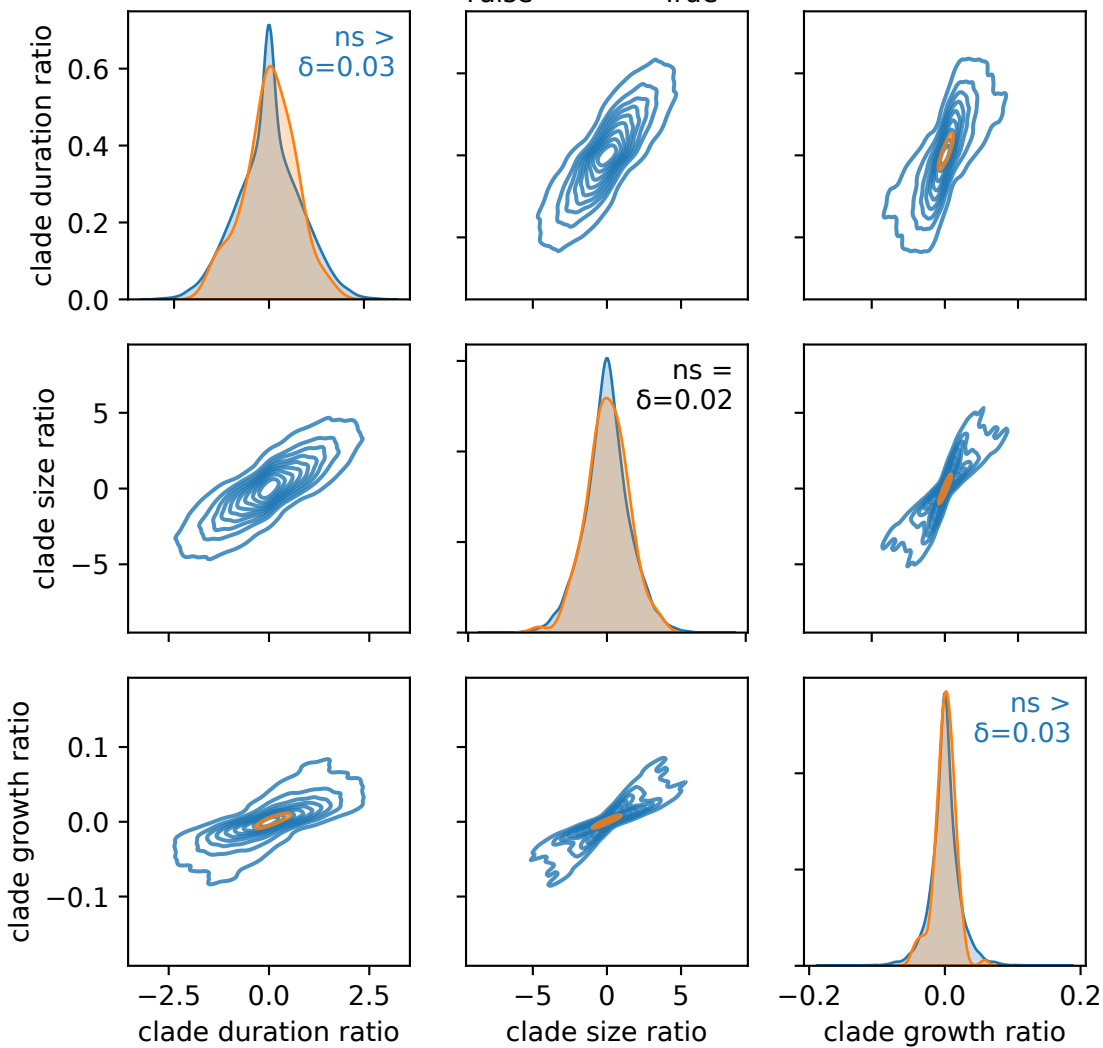 clade duration ratio
0.6
0.4
0.2
0.0
ns >
δ=0.03
−5 0 5
clade size ratio
5
0
−5
ns =
δ=0.02
clade growth ratio
0.1
0.0
−0.1
ns >
δ=0.03
−2.5 0.0 2.5
−5 0 5
−0.2 0.0 0.2
clade duration ratio
clade size ratio
clade growth ratio